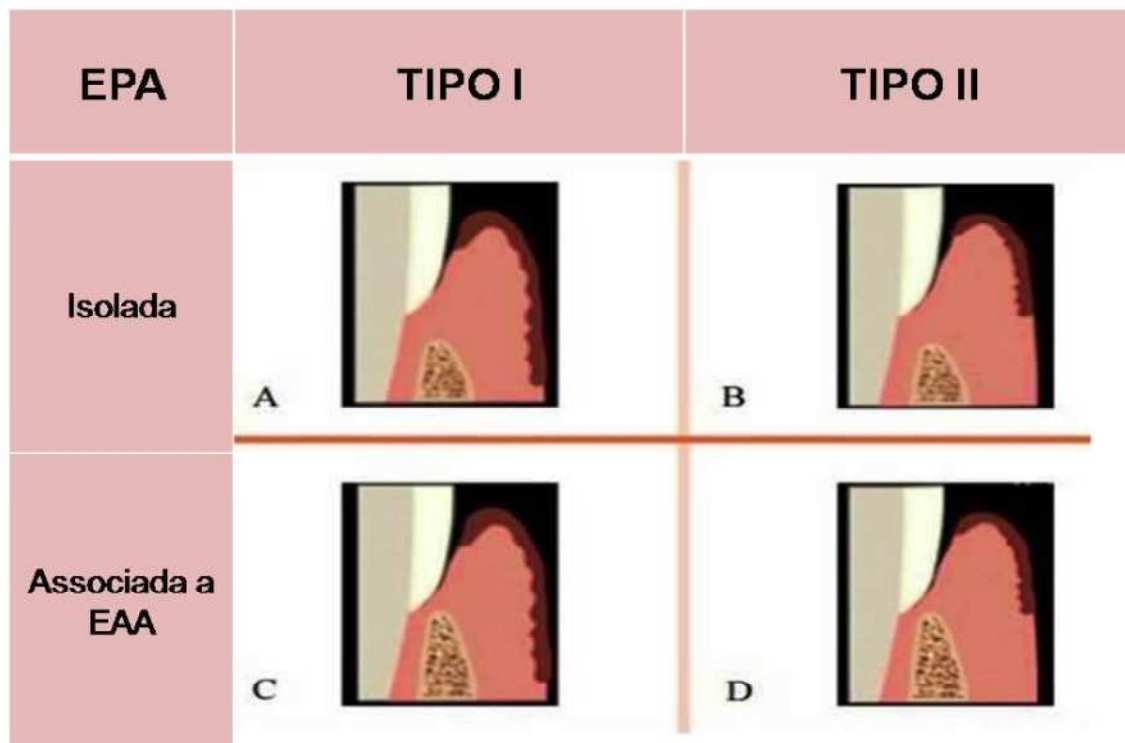 EPA
TIPO I
TIPO II
Isolada
A
B
Associada a
EAA
C
D